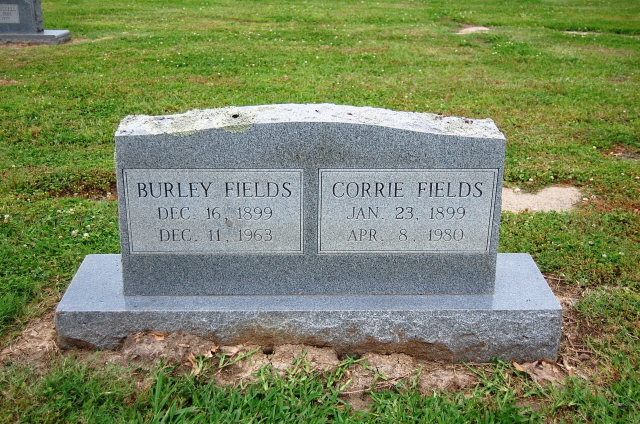 BURLEY FIELDS
DEC. 16, 1899
DEC. 11, 1963
CORRIE FIELDS
JAN. 23, 1899
APR. 8, 1980